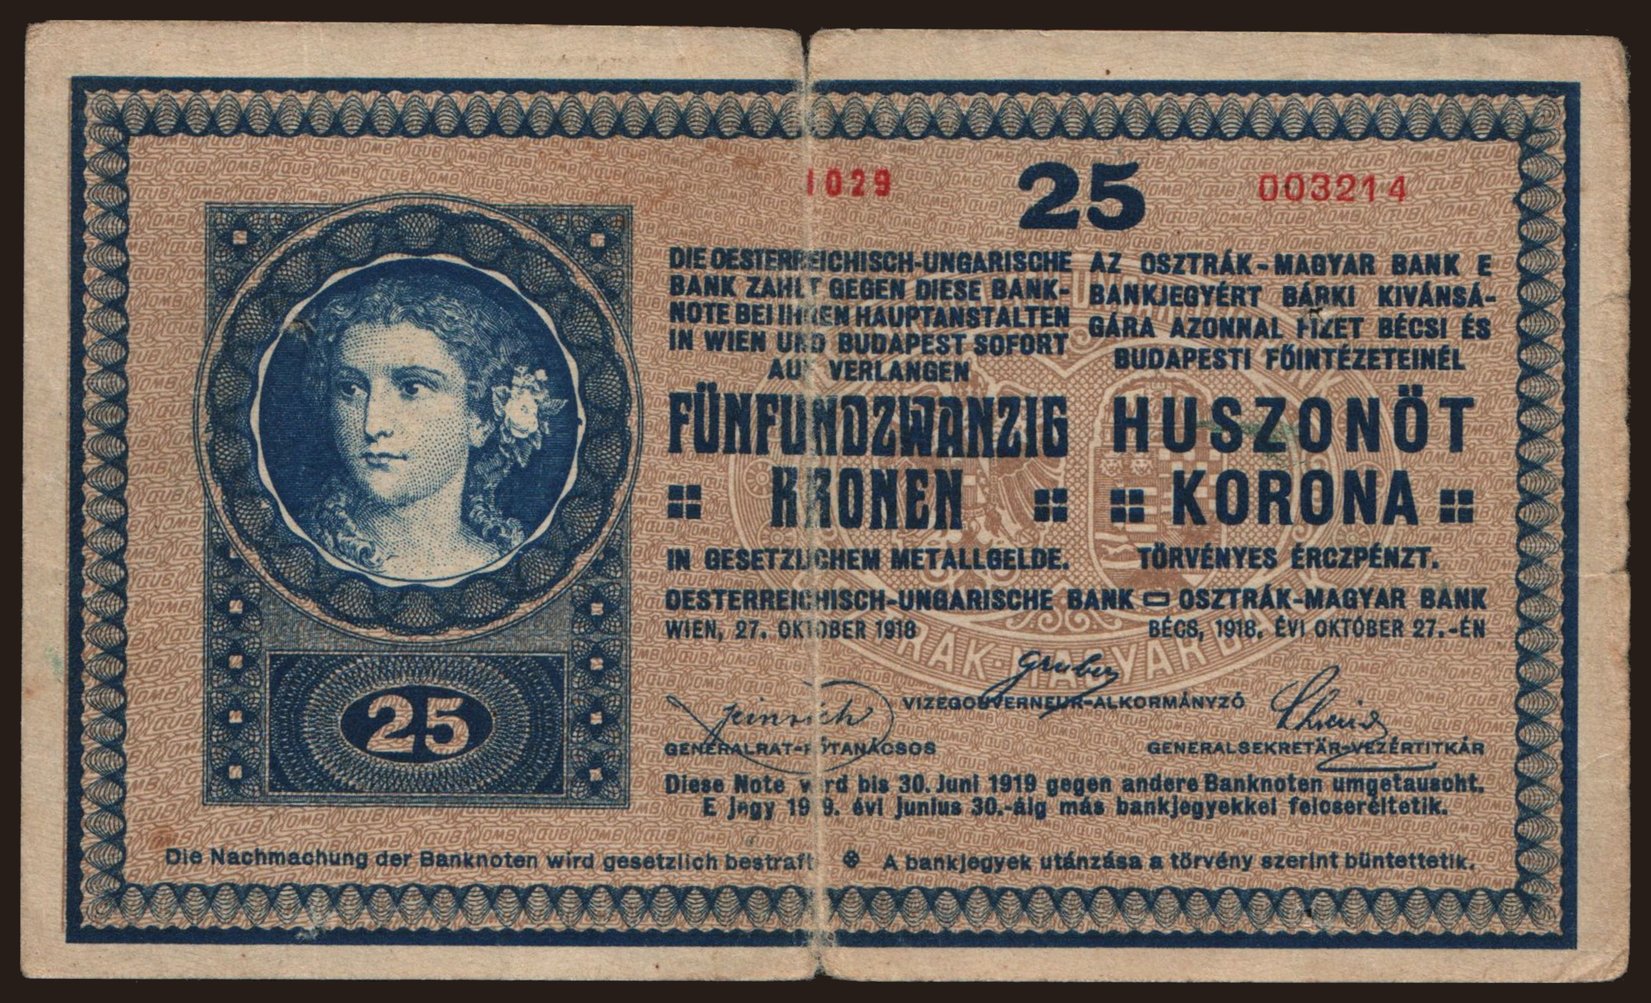 1029 25 003214
DIE OESTERREICHISCH-UNGARISCHE
BANK ZAHLT GEGEN DIESE BANK-
NOTE BEI IHREN HAUPTANSTALTEN
IN WIEN UND BUDAPEST SOFORT
AUF VERLANGEN
FÜNFUNDZWANZIG
KRONEN
IN GESETZLICHEM METALLGELDE.
AZ OSZTRÁK-MAGYAR BANK E
BANKJEGYÉRT BÁRKI KIVÁNSÁ-
GÁRA AZONNAL FIZET BÉCSI ÉS
BUDAPESTI FŐINTÉZETEINÉL
HUSZONÖT
KORONA
TÖRVÉNYES ÉRCZPÉNZT.
OESTERREICHISCH-UNGARISCHE BANK OSZTRÁK-MAGYAR BANK
WIEN, 27. OKTOBER 1918 BÉCS, 1918. ÉVI OKTÓBER 27.-ÉN
Gruber
VIZEGOUVERNEUR-ALKORMÁNYZÓ
GENERALRAT-FŐTANÁCSOS
GENERALSEKRETÄR-VEZÉRTITKÁR
Diese Note wird bis 30. Juni 1919 gegen andere Banknoten umgetauscht.
E jegy 1919. évi junius 30.-áig más bankjegyekkel felcseréltetik.
25
Die Nachmachung der Banknoten wird gesetzlich bestraft A bankjegyek utánzása a törvény szerint büntettetik.